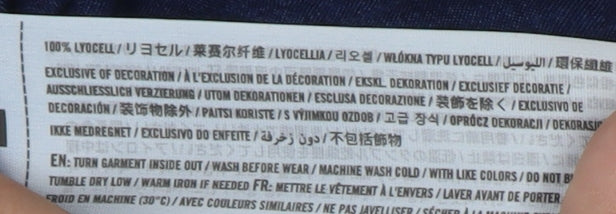 100% LYOCELL / リヨセル / 莱赛尔纤维 / LYOCELLIA / 리오셀 / WŁÓKNA TYPU LYOCELL / الليوسيل / 環保纖維
EXCLUSIVE OF DECORATION / À L'EXCLUSION DE LA DÉCORATION / EKSKL. DEKORATION / EXCLUSIEF DECORATIE /
AUSSCHLIESSLICH VERZIERUNG / UTOM DEKORATIONEN / ESCLUSA DECORAZIONE / 装飾を除く / EXCLUSIVO DE
DECORACIÓN / 装饰物除外 / PAITSI KORISTE / S VÝJIMKOU OZDOB / 고급 장식 / OPRÓCZ DEKORACJI / DEKORASJO
IKKE MEDREGNET / EXCLUSIVO DE ENFEITE / دون زخرفة / 不包括飾物
EN: TURN GARMENT INSIDE OUT / WASH BEFORE WEAR / MACHINE WASH COLD / WITH LIKE COLORS / DO NOT B
TUMBLE DRY LOW / WARM IRON IF NEEDED FR: METTRE LE VÊTEMENT À L'ENVERS / LAVER AVANT DE PORTER
FROID EN MACHINE (30°C) / AVEC COULEURS SIMILAIRES / NE PAS JAVELLISER / SÉCHER